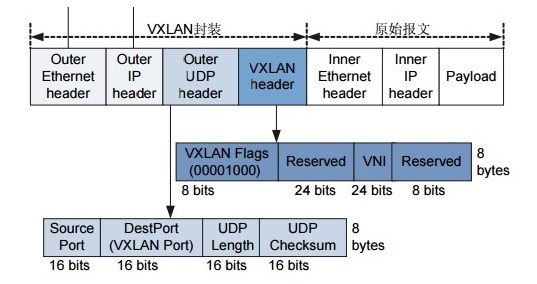 VXLAN封装
原始报文
Outer
Ethernet
header
Outer
IP
header
Outer
UDP
header
VXLAN
header
Inner
Ethernet
header
Inner
IP
header
Payload
VXLAN Flags
(00001000)
Reserved
VNI
Reserved
8
bytes
8 bits
24 bits
24 bits
8 bits
Source
Port
DestPort
(VXLAN Port)
UDP
Length
UDP
Checksum
8
bytes
16 bits
16 bits
16 bits
16 bits